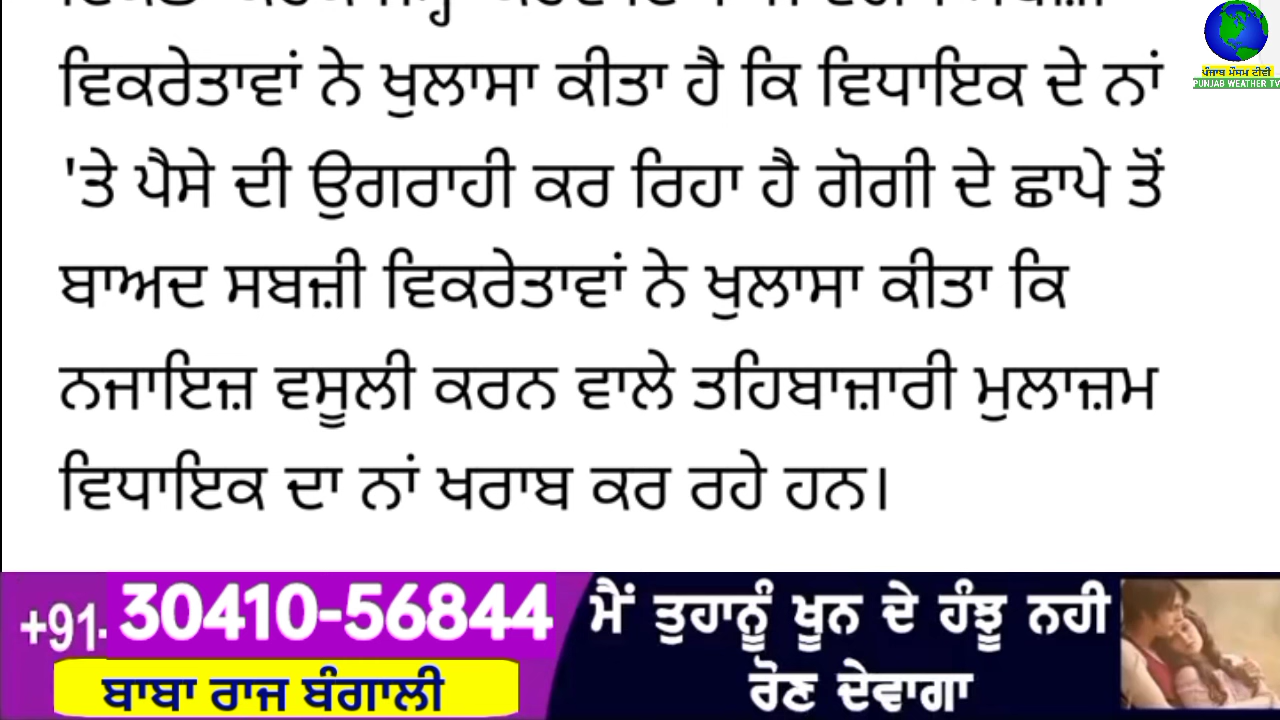 ਵਿਕਰੇਤਾਵਾਂ ਨੇ ਖੁਲਾਸ ਕੀਤਾ ਹੈ ਕਿ ਵਿਧਾਇਕ ਦੇ ਨਾਂ
'ਤੇ ਪੈਸੇ ਦੀ ਉਗਰਾਹੀ ਕਰ ਰਿਹਾ ਹੈ ਗੋਗੀ ਦੇ ਛਾਪੇ ਤੋਂ
ਬਾਅਦ ਸਬਜ਼ੀ ਵਿਕਰੇਤਾਵਾਂ ਨੇ ਖੁਲਾਸਾ ਕੀਤਾ ਕਿ
ਨਜਾਇਜ਼ ਵਸੂਲੀ ਕਰਨ ਵਾਲੇ ਤਹਿਬਾਜ਼ਾਰੀ ਮੁਲਾਜ਼ਮ
ਵਿਧਾਇਕ ਦਾ ਨਾਂ ਖਰਾਬ ਕਰ ਰਹੇ ਹਨ।
ਪੰਜਾਬ ਮੌਸਮ ਟੀਵੀ
PUNJAB WEATHER TV
+91- 30410-56844
ਬਾਬਾ ਰਾਜ ਬੰਗਾਲੀ
ਮੈਂ ਤੁਹਾਨੂੰ ਖੂਨ ਦੇ ਹੰਝੂ ਨਹੀ
ਰੋਣ ਦੇਵਾਗਾ